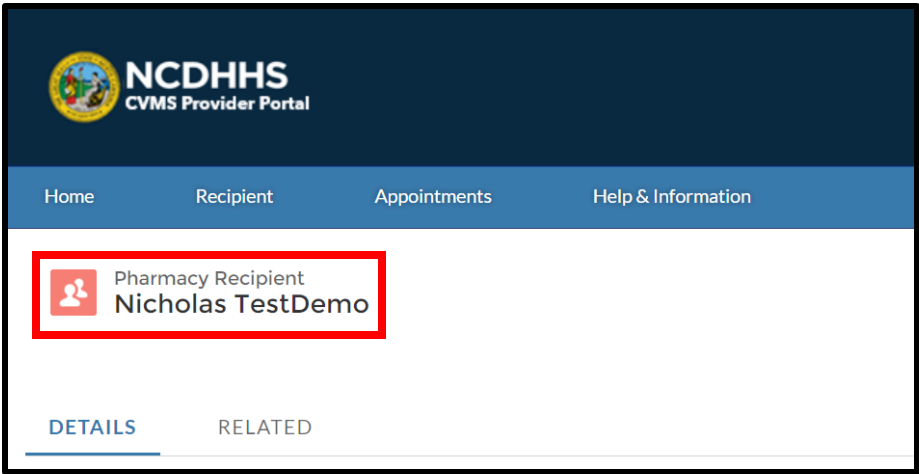 NCDHHS
CVMS Provider Portal
Home Recipient Appointments Help & Information
Pharmacy Recipient
Nicholas TestDemo
DETAILS RELATED